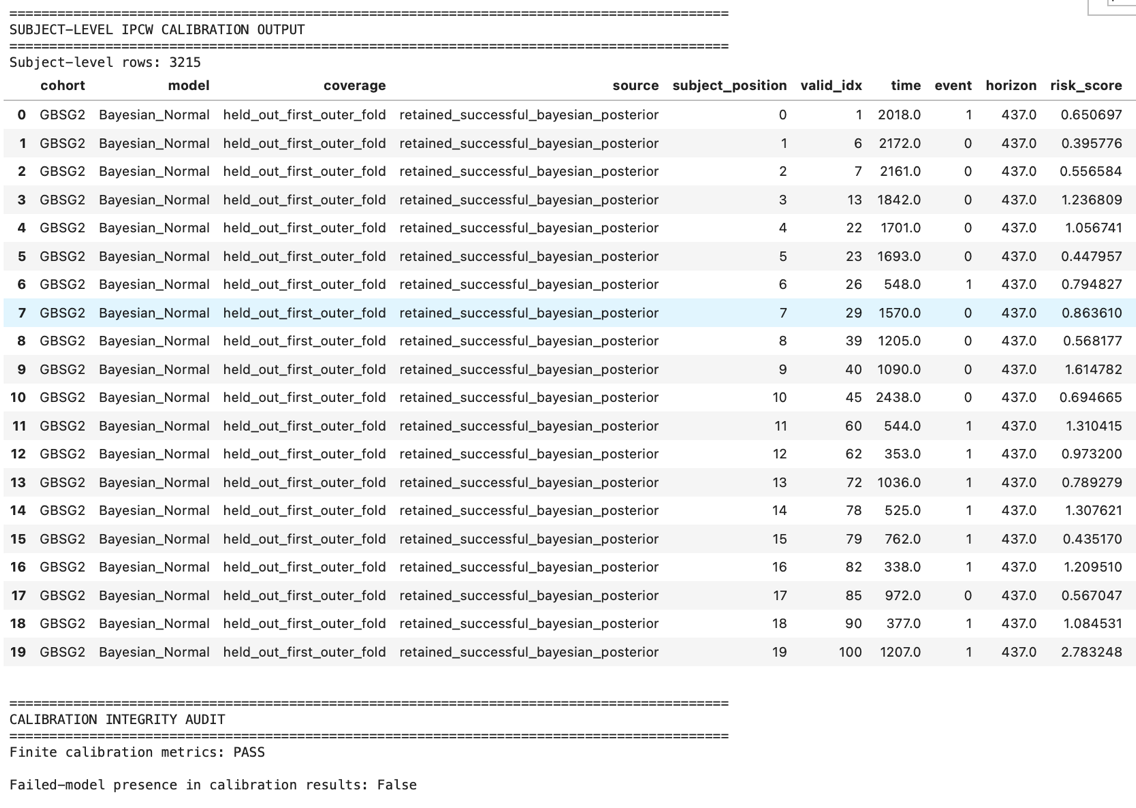 ================================================================================
SUBJECT-LEVEL IPCW CALIBRATION OUTPUT
================================================================================
Subject-level rows: 3215
cohort model coverage source subject_position valid_idx time event horizon risk_score
0 GBSG2 Bayesian_Normal held_out_first_outer_fold retained_successful_bayesian_posterior 0 1 2018.0 1 437.0 0.650697
1 GBSG2 Bayesian_Normal held_out_first_outer_fold retained_successful_bayesian_posterior 1 6 2172.0 0 437.0 0.395776
2 GBSG2 Bayesian_Normal held_out_first_outer_fold retained_successful_bayesian_posterior 2 7 2161.0 0 437.0 0.556584
3 GBSG2 Bayesian_Normal held_out_first_outer_fold retained_successful_bayesian_posterior 3 13 1842.0 0 437.0 1.236809
4 GBSG2 Bayesian_Normal held_out_first_outer_fold retained_successful_bayesian_posterior 4 22 1701.0 0 437.0 1.056741
5 GBSG2 Bayesian_Normal held_out_first_outer_fold retained_successful_bayesian_posterior 5 23 1693.0 0 437.0 0.447957
6 GBSG2 Bayesian_Normal held_out_first_outer_fold retained_successful_bayesian_posterior 6 26 548.0 1 437.0 0.794827
7 GBSG2 Bayesian_Normal held_out_first_outer_fold retained_successful_bayesian_posterior 7 29 1570.0 0 437.0 0.863610
8 GBSG2 Bayesian_Normal held_out_first_outer_fold retained_successful_bayesian_posterior 8 39 1205.0 0 437.0 0.568177
9 GBSG2 Bayesian_Normal held_out_first_outer_fold retained_successful_bayesian_posterior 9 40 1090.0 0 437.0 1.614782
10 GBSG2 Bayesian_Normal held_out_first_outer_fold retained_successful_bayesian_posterior 10 45 2438.0 0 437.0 0.694665
11 GBSG2 Bayesian_Normal held_out_first_outer_fold retained_successful_bayesian_posterior 11 60 544.0 1 437.0 1.310415
12 GBSG2 Bayesian_Normal held_out_first_outer_fold retained_successful_bayesian_posterior 12 62 353.0 1 437.0 0.973200
13 GBSG2 Bayesian_Normal held_out_first_outer_fold retained_successful_bayesian_posterior 13 72 1036.0 1 437.0 0.789279
14 GBSG2 Bayesian_Normal held_out_first_outer_fold retained_successful_bayesian_posterior 14 78 525.0 1 437.0 1.307621
15 GBSG2 Bayesian_Normal held_out_first_outer_fold retained_successful_bayesian_posterior 15 79 762.0 1 437.0 0.435170
16 GBSG2 Bayesian_Normal held_out_first_outer_fold retained_successful_bayesian_posterior 16 82 338.0 1 437.0 1.209510
17 GBSG2 Bayesian_Normal held_out_first_outer_fold retained_successful_bayesian_posterior 17 85 972.0 0 437.0 0.567047
18 GBSG2 Bayesian_Normal held_out_first_outer_fold retained_successful_bayesian_posterior 18 90 377.0 1 437.0 1.084531
19 GBSG2 Bayesian_Normal held_out_first_outer_fold retained_successful_bayesian_posterior 19 100 1207.0 1 437.0 2.783248
================================================================================
CALIBRATION INTEGRITY AUDIT
================================================================================
Finite calibration metrics: PASS
Failed-model presence in calibration results: False